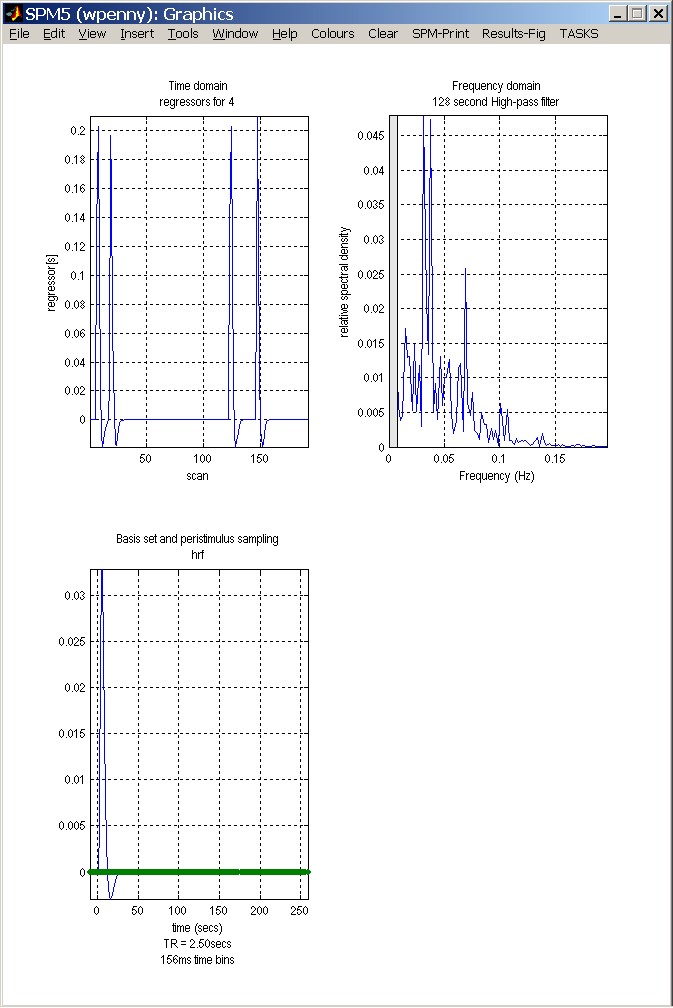 SPM5 (wpenny): Graphics
File Edit View Insert Tools Window Help Colours Clear SPM-Print Results-Fig TASKS
Time domain
regressors for 4
0.2
0.18
0.16
0.14
0.12
0.1
0.08
0.06
0.04
0.02
0
regressor[s]
50 100 150
scan
Frequency domain
128 second High-pass filter
0.045
0.04
0.035
0.03
0.025
0.02
0.015
0.01
0.005
0
relative spectral density
0 0.05 0.1 0.15
Frequency (Hz)
Basis set and peristimulus sampling
hrf
0.03
0.025
0.02
0.015
0.01
0.005
0
0 50 100 150 200 250
time (secs)
TR = 2.50secs
156ms time bins